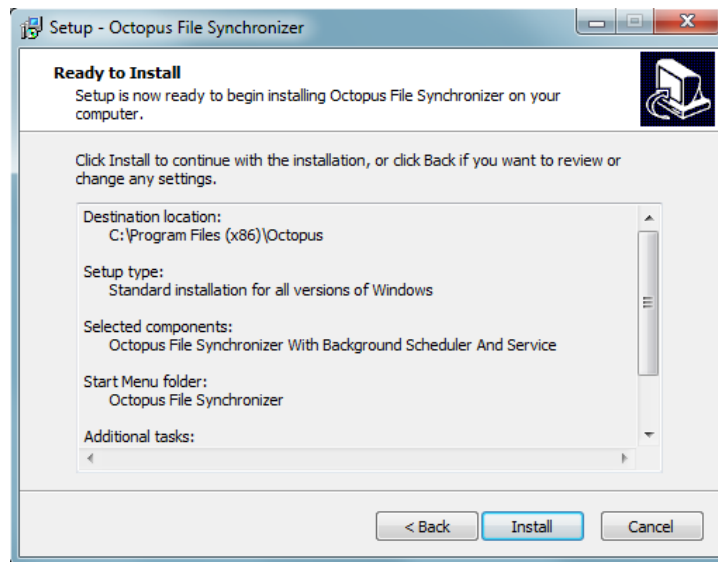 Setup - Octopus File Synchronizer
Ready to Install
Setup is now ready to begin installing Octopus File Synchronizer on your
computer.
Click Install to continue with the installation, or click Back if you want to review or
change any settings.
Destination location:
C:\Program Files (x86)\Octopus
Setup type:
Standard installation for all versions of Windows
Selected components:
Octopus File Synchronizer With Background Scheduler And Service
Start Menu folder:
Octopus File Synchronizer
Additional tasks:
< Back Install Cancel